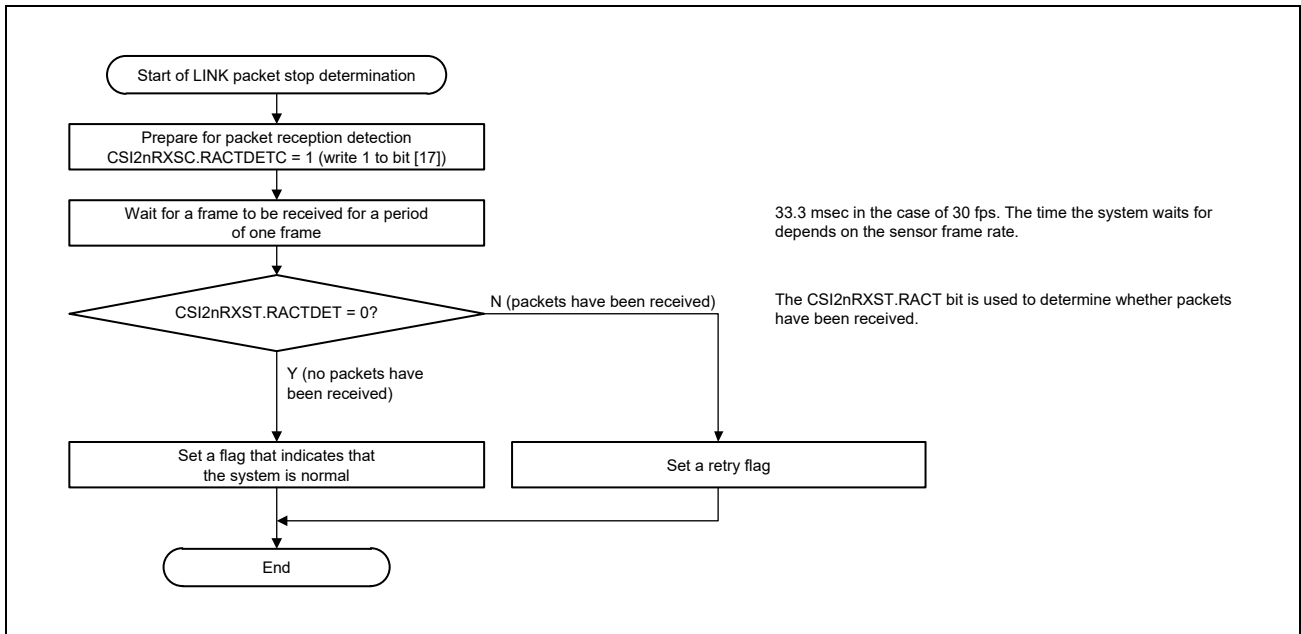 Start of LINK packet stop determination
Prepare for packet reception detection
CSI2nRXSC.RACTDETC = 1 (write 1 to bit [17])
Wait for a frame to be received for a period
of one frame
33.3 msec in the case of 30 fps. The time the system waits for
depends on the sensor frame rate.
CSI2nRXST.RACTDET = 0?
N (packets have been received)
The CSI2nRXST.RACT bit is used to determine whether packets
have been received.
Y (no packets have
been received)
Set a flag that indicates that
the system is normal
Set a retry flag
End